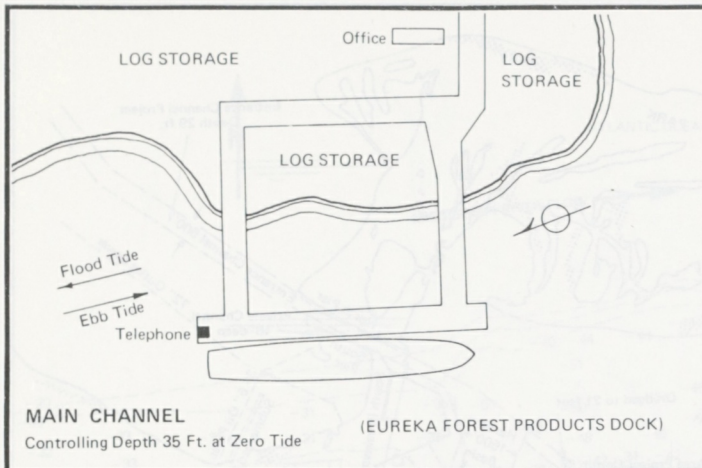 Office
LOG STORAGE
LOG
STORAGE
LOG STORAGE
Flood Tide
Ebb Tide
Telephone
MAIN CHANNEL
Controlling Depth 35 Ft. at Zero Tide
(EUREKA FOREST PRODUCTS DOCK)